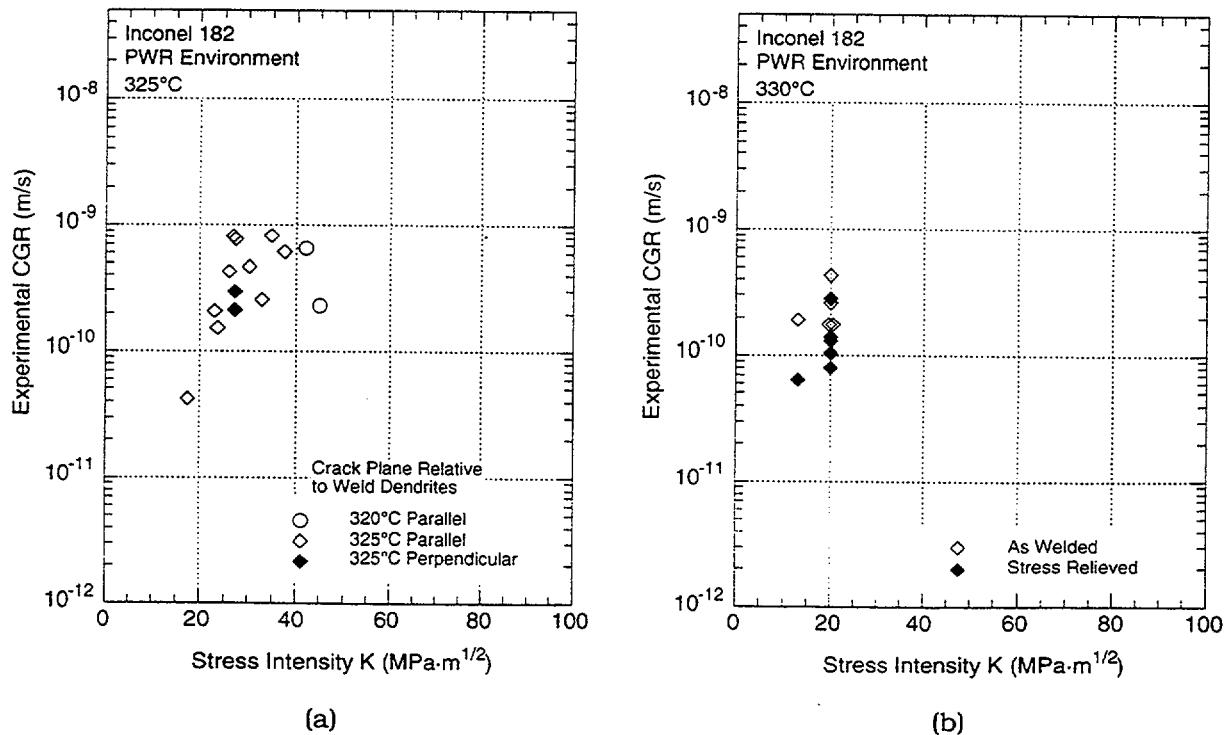 Inconel 182
PWR Environment
325°C
10⁻⁸
10⁻⁹
10⁻¹⁰
10⁻¹¹
10⁻¹²
Experimental CGR (m/s)
Crack Plane Relative
to Weld Dendrites
320°C Parallel
325°C Parallel
325°C Perpendicular
0 20 40 60 80 100
Stress Intensity K (MPa·m^1/2)
(a)
Inconel 182
PWR Environment
330°C
10⁻⁸
10⁻⁹
10⁻¹⁰
10⁻¹¹
10⁻¹²
Experimental CGR (m/s)
As Welded
Stress Relieved
0 20 40 60 80 100
Stress Intensity K (MPa·m^1/2)
(b)